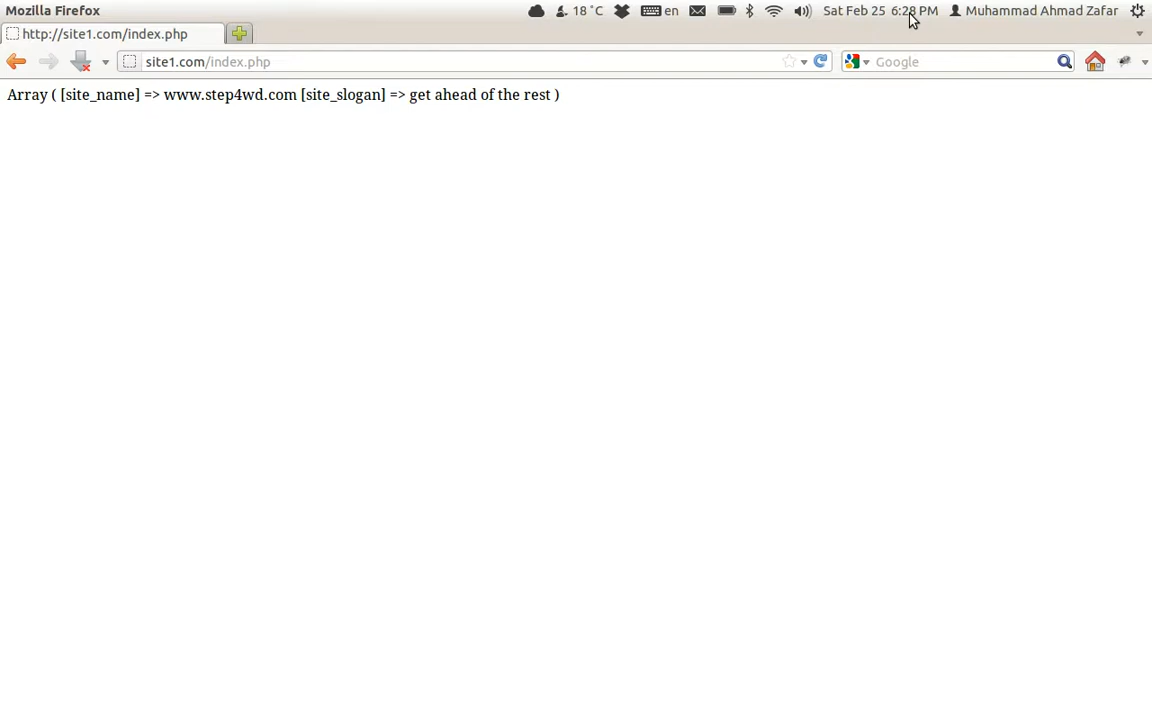 Mozilla Firefox 18 °C en Sat Feb 25 6:28 PM Muhammad Ahmad Zafar
http://site1.com/index.php
site1.com/index.php Google
Array ( [site_name] => www.step4wd.com [site_slogan] => get ahead of the rest )